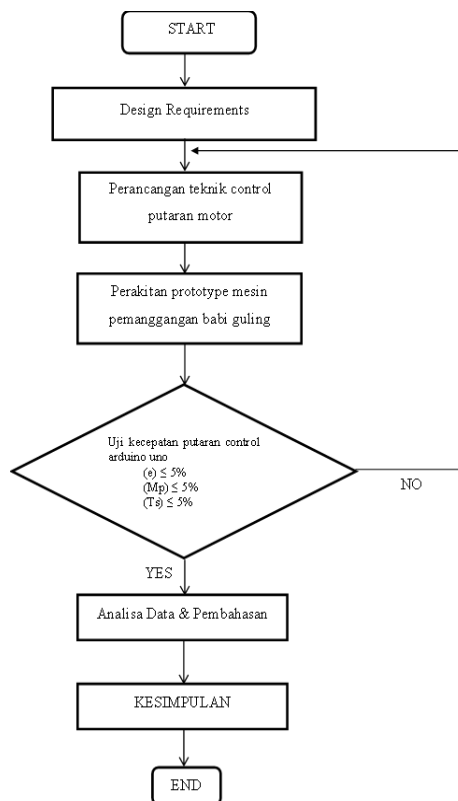 START
Design Requirements
Perancangan teknik control
putaran motor
Perakitan prototype mesin
pemanggangan babi guling
Uji kecepatan putaran control
arduino uno
(e) ≤ 5%
(Mp) ≤ 5%
(Ts) ≤ 5%
NO
YES
Analisa Data & Pembahasan
KESIMPULAN
END